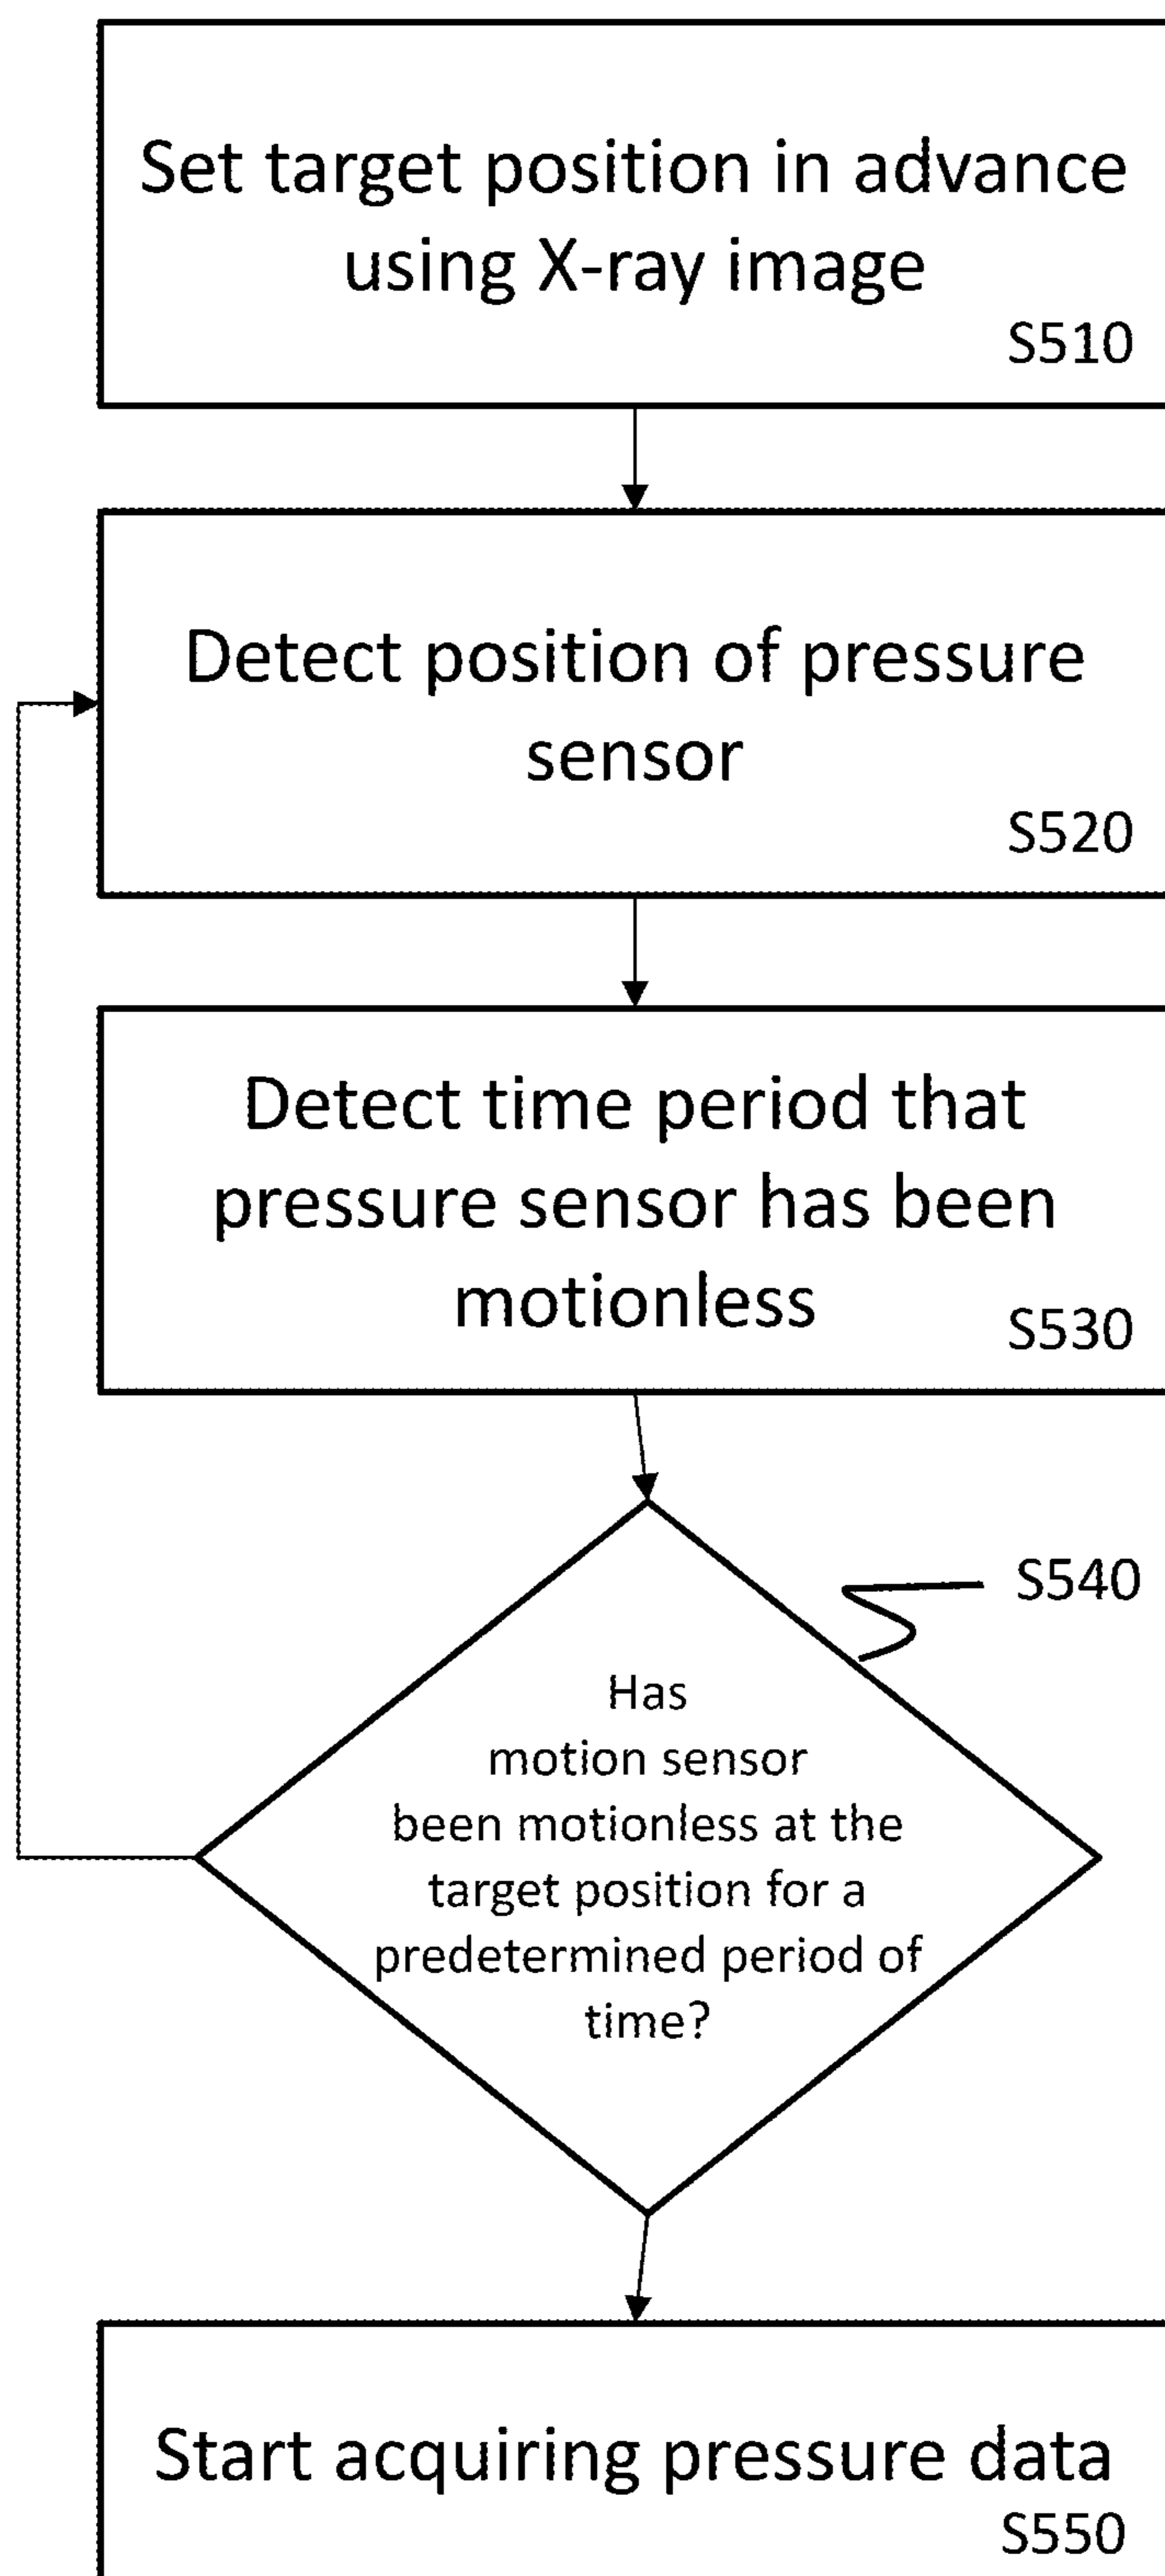 Set target position in advance
using X-ray image
S510
Detect position of pressure
sensor
S520
Detect time period that
pressure sensor has been
motionless
S530
S540
Has
motion sensor
been motionless at the
target position for a
predetermined period of
time?
Start acquiring pressure data
S550